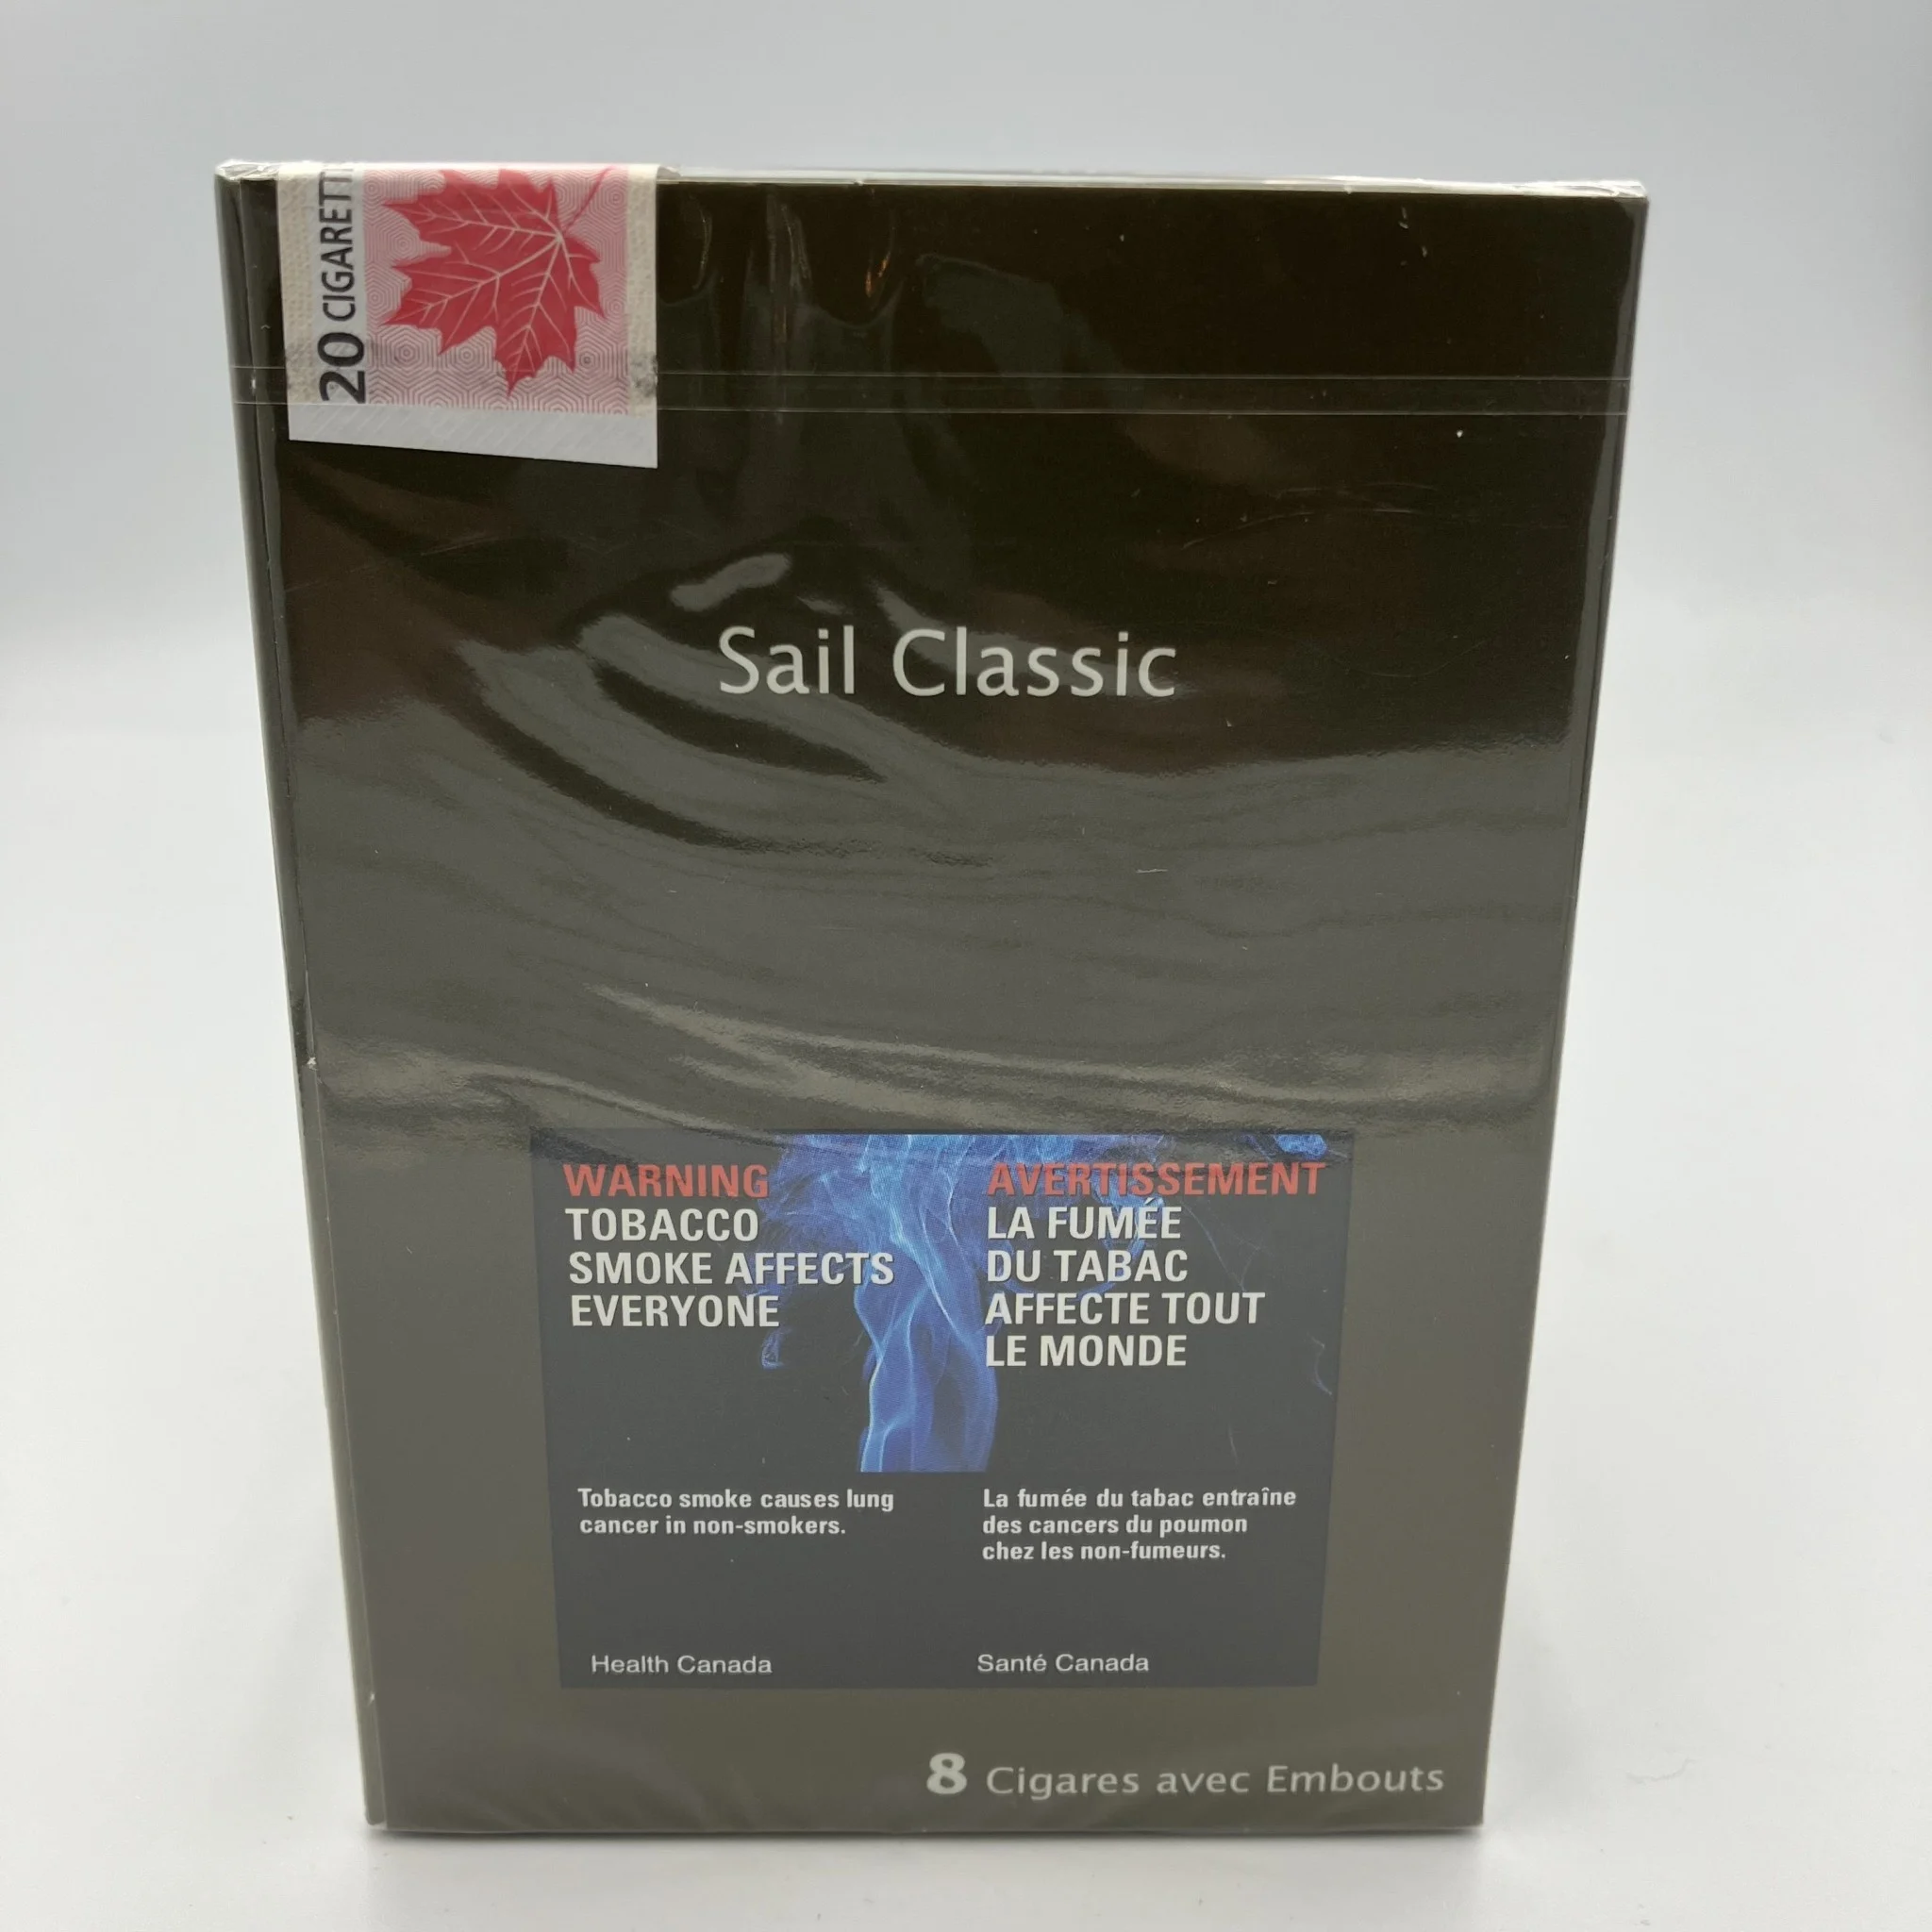 20
Sail Classic
WARNING
TOBACCO
SMOKE AFFECTS
EVERYONE
Tobacco smoke causes lung
cancer in non-smokers.
Health Canada
AVERTISSEMENT
LA FUMÉE
DU TABAC
AFFECTE TOUT
LE MONDE
La fumée du tabac entraîne
des cancers du poumon
chez les non-fumeurs.
Santé Canada
8 Cigares avec Embouts